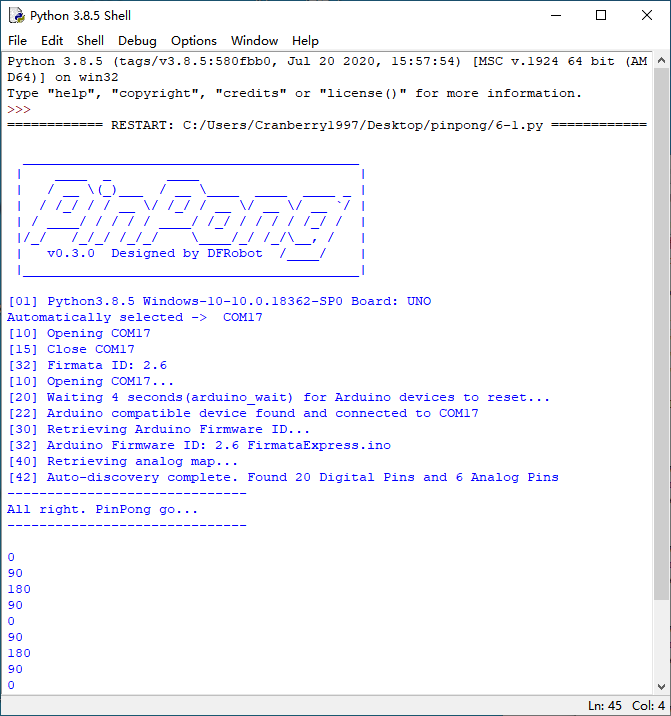 Python 3.8.5 Shell
File Edit Shell Debug Options Window Help
Python 3.8.5 (tags/v3.8.5:580fbb0, Jul 20 2020, 15:57:54) [MSC v.1924 64 bit (AM
D64)] on win32
Type "help", "copyright", "credits" or "license()" for more information.
>>>
============ RESTART: C:/Users/Cranberry1997/Desktop/pinpong/6-1.py ============
PinPong
v0.3.0 Designed by DFRobot
[01] Python3.8.5 Windows-10-10.0.18362-SP0 Board: UNO
Automatically selected -> COM17
[10] Opening COM17
[15] Close COM17
[32] Firmata ID: 2.6
[10] Opening COM17...
[20] Waiting 4 seconds(arduino_wait) for Arduino devices to reset...
[22] Arduino compatible device found and connected to COM17
[30] Retrieving Arduino Firmware ID...
[32] Arduino Firmware ID: 2.6 FirmataExpress.ino
[40] Retrieving analog map...
[42] Auto-discovery complete. Found 20 Digital Pins and 6 Analog Pins
------------------------------
All right. PinPong go...
------------------------------
0
90
180
90
0
90
180
90
0
Ln: 45 Col: 4